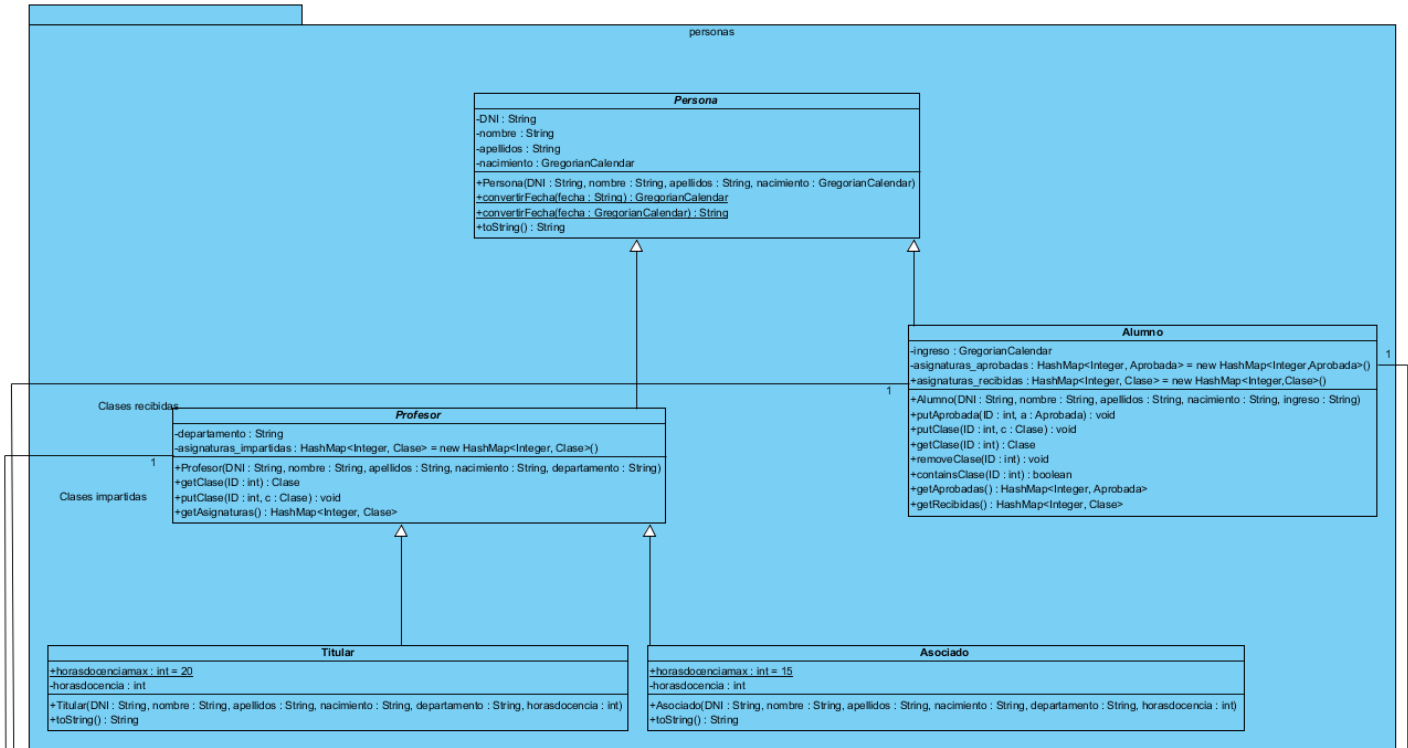 personas
Persona
-DNI : String
-nombre : String
-apellidos : String
-nacimiento : GregorianCalendar
+Persona(DNI : String, nombre : String, apellidos : String, nacimiento : GregorianCalendar)
+convertirFecha(fecha : String) : GregorianCalendar
+convertirFecha(fecha : GregorianCalendar) : String
+toString() : String
Alumno
-ingreso : GregorianCalendar
-asignaturas_aprobadas : HashMap<Integer, Aprobada> = new HashMap<Integer,Aprobada>()
+asignaturas_recibidas : HashMap<Integer, Clase> = new HashMap<Integer,Clase>()
+Alumno(DNI : String, nombre : String, apellidos : String, nacimiento : String, ingreso : String)
+putAprobada(ID : int, a : Aprobada) : void
+putClase(ID : int, c : Clase) : void
+getClase(ID : int) : Clase
+removeClase(ID : int) : void
+containsClase(ID : int) : boolean
+getAprobadas() : HashMap<Integer, Aprobada>
+getRecibidas() : HashMap<Integer, Clase>
1
1
Clases recibidas
Profesor
-departamento : String
-asignaturas_impartidas : HashMap<Integer, Clase> = new HashMap<Integer, Clase>()
+Profesor(DNI : String, nombre : String, apellidos : String, nacimiento : String, departamento : String)
+getClase(ID : int) : Clase
+putClase(ID : int, c : Clase) : void
+getAsignaturas() : HashMap<Integer, Clase>
1
Clases impartidas
Titular
+horasdocenciamax : int = 20
-horasdocencia : int
+Titular(DNI : String, nombre : String, apellidos : String, nacimiento : String, departamento : String, horasdocencia : int)
+toString() : String
Asociado
+horasdocenciamax : int = 15
-horasdocencia : int
+Asociado(DNI : String, nombre : String, apellidos : String, nacimiento : String, departamento : String, horasdocencia : int)
+toString() : String